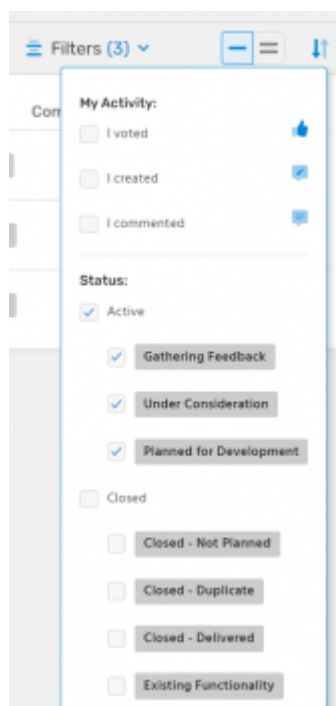 Filters (3)
Com
My Activity:
I voted
I created
I commented
Status:
Active
Gathering Feedback
Under Consideration
Planned for Development
Closed
Closed - Not Planned
Closed - Duplicate
Closed - Delivered
Existing Functionality